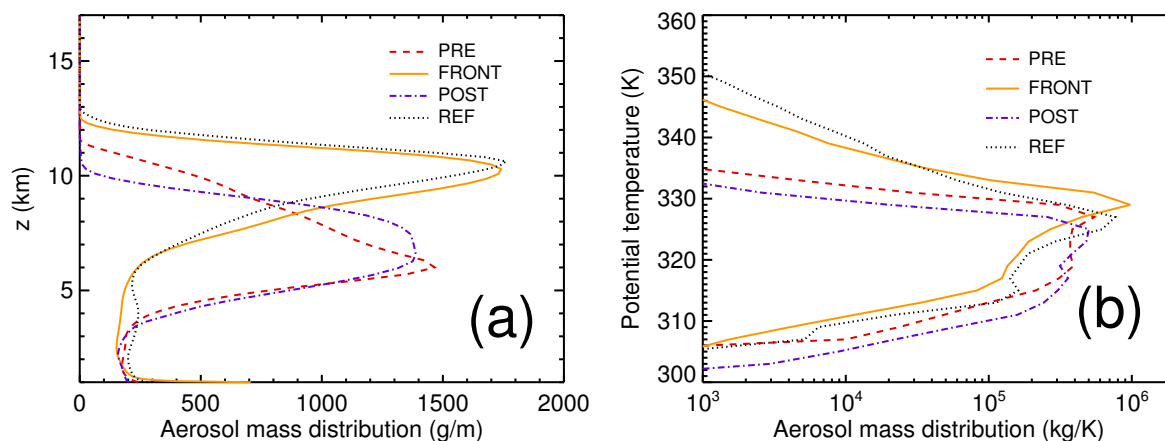 15
10
5
z (km)
0
500
1000
1500
2000
Aerosol mass distribution (g/m)
PRE
FRONT
POST
REF
(a)
360
350
340
330
320
310
300
Potential temperature (K)
10³
10⁴
10⁵
10⁶
Aerosol mass distribution (kg/K)
PRE
FRONT
POST
REF
(b)